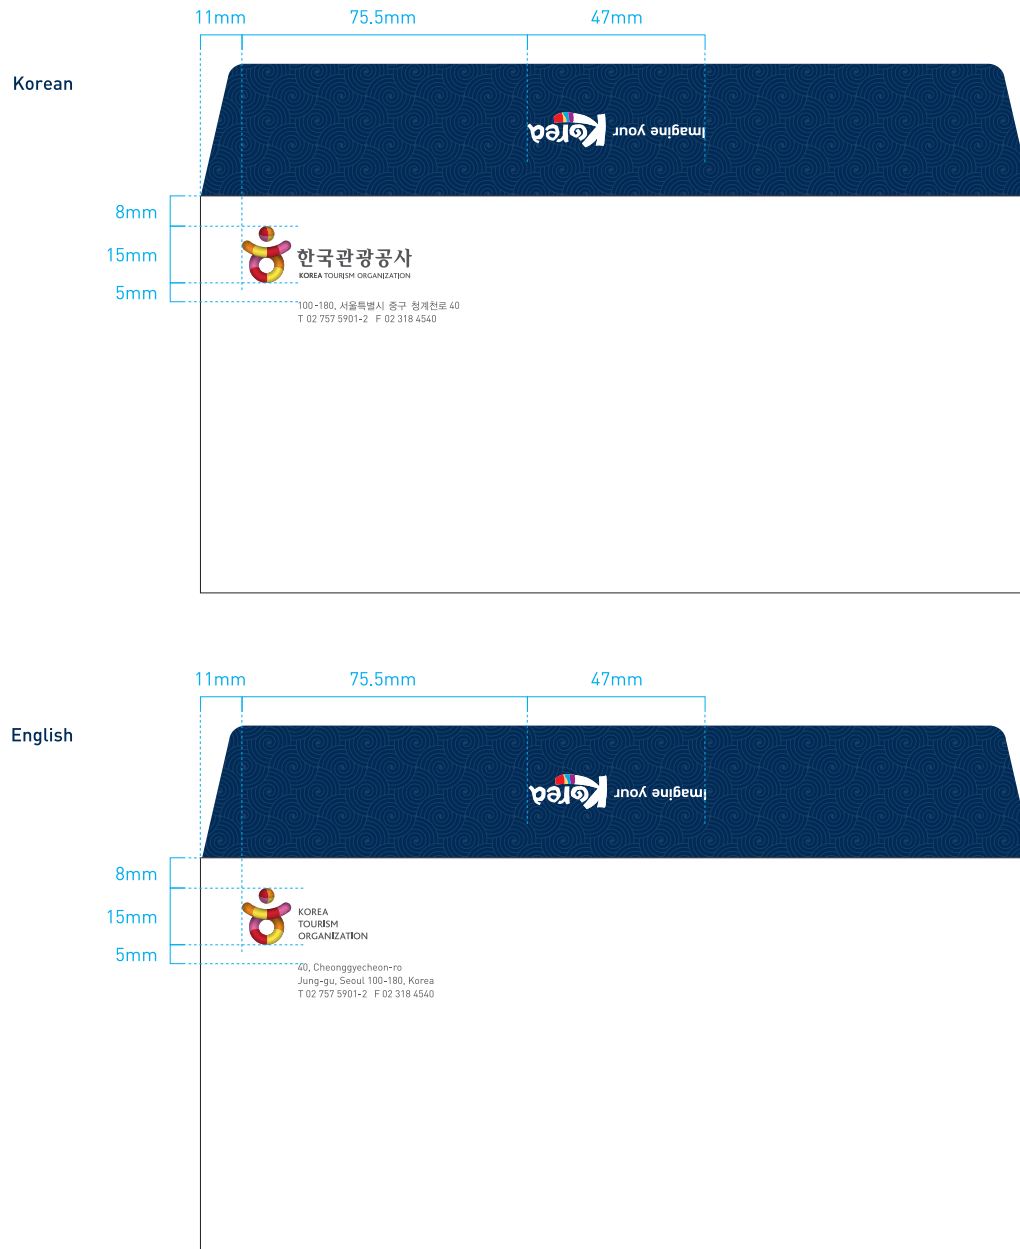 11mm 75.5mm 47mm
Korean
Imagine your Korea
8mm
15mm
5mm
한국관광공사
KOREA TOURISM ORGANIZATION
100-180, 서울특별시 중구 청계천로 40
T 02 757 5901-2 F 02 318 4540
11mm 75.5mm 47mm
English
Imagine your Korea
8mm
15mm
5mm
KOREA
TOURISM
ORGANIZATION
40, Cheonggyecheon-ro
Jung-gu, Seoul 100-180, Korea
T 02 757 5901-2 F 02 318 4540